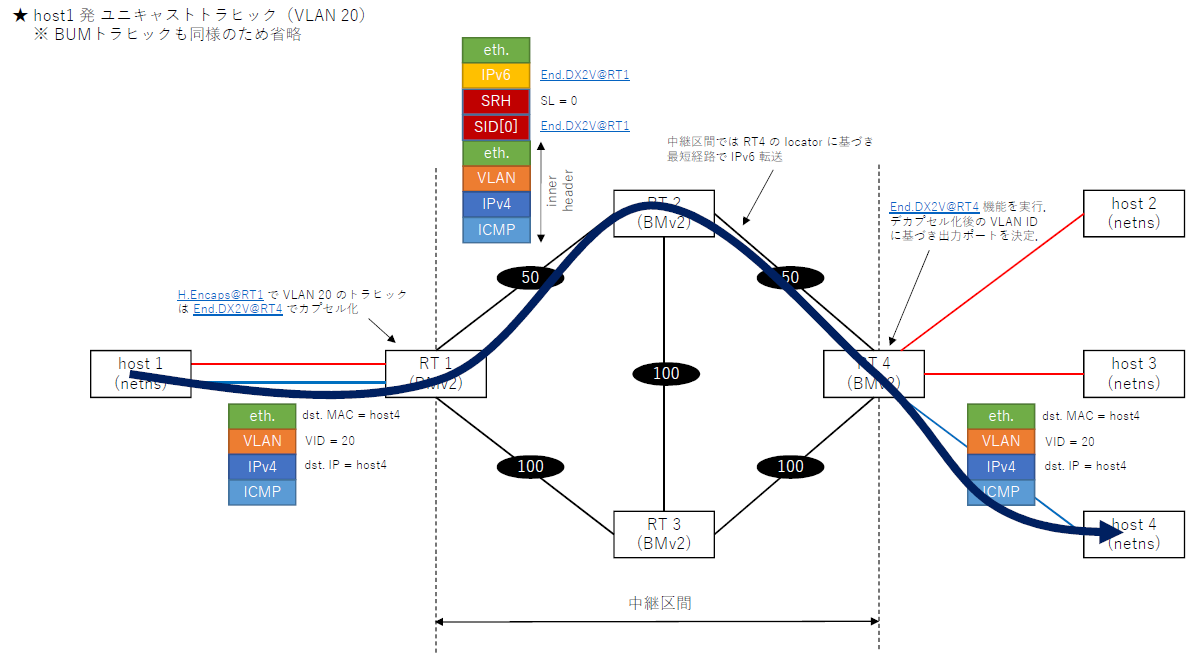 ★ host1 発 ユニキャストトラヒック（VLAN 20）
※ BUMトラヒックも同様のため省略
eth.
IPv6 End.DX2V@RT1
SRH SL = 0
SID[0] End.DX2V@RT1
eth.
VLAN
IPv4
ICMP
inner
header
中継区間では RT4 の locator に基づき
最短経路で IPv6 転送
RT 2
(BMv2)
End.DX2V@RT4 機能を実行.
デカプセル化後の VLAN ID
に基づき出力ポートを決定.
host 2
(netns)
50
50
H.Encaps@RT1 で VLAN 20 のトラヒック
は End.DX2V@RT4 でカプセル化
host 1
(netns)
RT 1
(BMv2)
100
RT 4
(BMv2)
host 3
(netns)
eth. dst. MAC = host4
VLAN VID = 20
IPv4 dst. IP = host4
ICMP
eth. dst. MAC = host4
VLAN VID = 20
IPv4 dst. IP = host4
ICMP
100
100
RT 3
(BMv2)
host 4
(netns)
中継区間